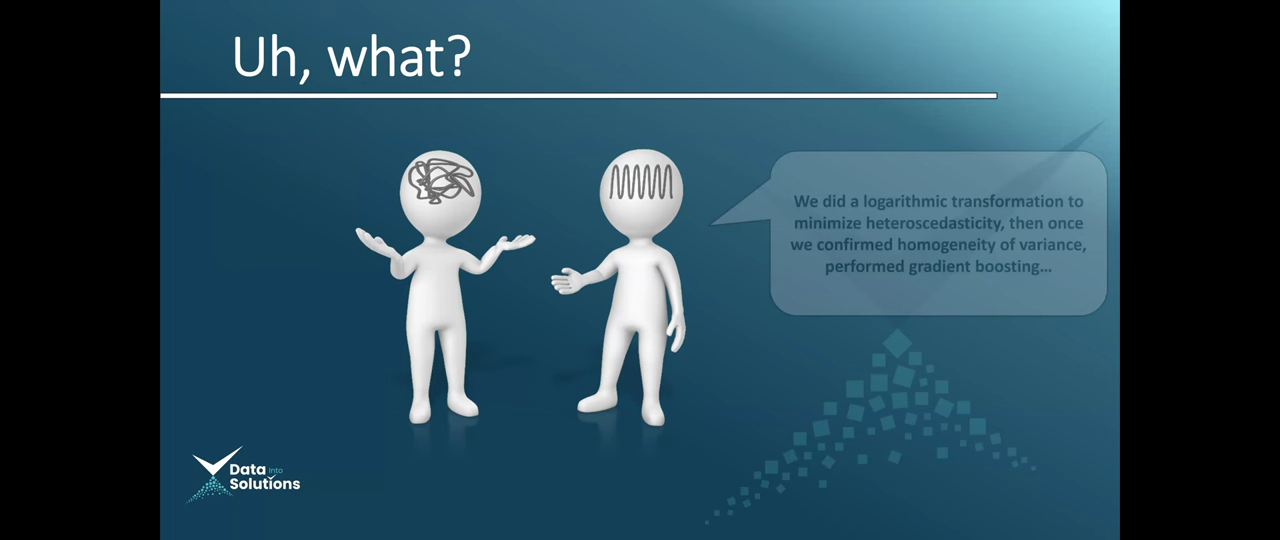 Uh, what?
We did a logarithmic transformation to
minimize heteroscedasticity, then once
we confirmed homogeneity of variance,
performed gradient boosting...
Data Into
Solutions